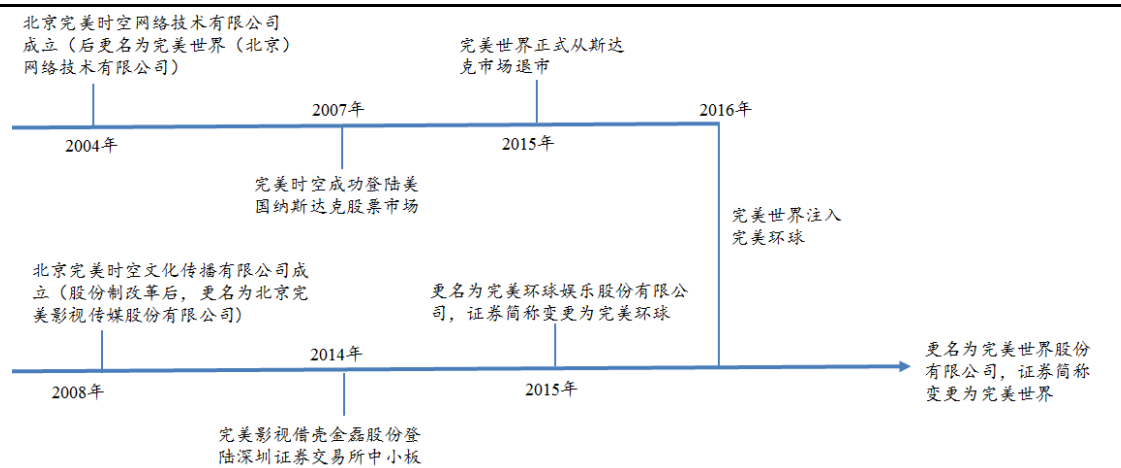 北京完美时空网络技术有限公司
成立（后更名为完美世界（北京）
网络技术有限公司）
完美世界正式从斯达
克市场退市
2007年
2016年
2004年
2015年
完美时空成功登陆美
国纳斯达克股票市场
完美世界注入
完美环球
北京完美时空文化传播有限公司成
立（股份制改革后，更名为北京完
美影视传媒股份有限公司）
更名为完美环球娱乐股份有限公
司，证券简称变更为完美环球
2014年
更名为完美世界股份
有限公司，证券简称
变更为完美世界
2008年
2015年
完美影视借壳金磊股份登
陆深圳证券交易所中小板